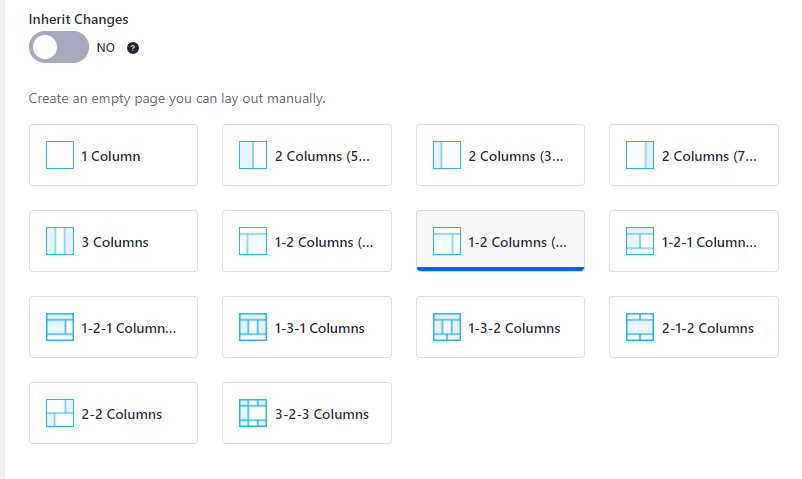 Inherit Changes
NO
Create an empty page you can lay out manually.
1 Column
2 Columns (5...
2 Columns (3...
2 Columns (7...
3 Columns
1-2 Columns (...
1-2 Columns (...
1-2-1 Column...
1-2-1 Column...
1-3-1 Columns
1-3-2 Columns
2-1-2 Columns
2-2 Columns
3-2-3 Columns